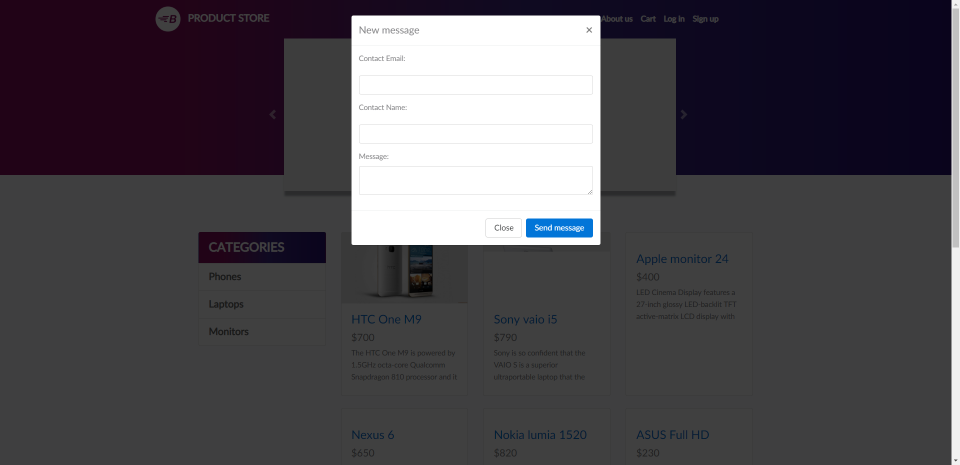 PRODUCT STORE
About us Cart Log in Sign up
New message
×
Contact Email:
Contact Name:
Message:
Close Send message
CATEGORIES
Phones
Laptops
Monitors
HTC One M9
$700
The HTC One M9 is powered by
1.5GHz octa-core Qualcomm
Snapdragon 810 processor and it
Sony vaio i5
$790
Sony is so confident that the
VAIO S is a superior
ultraportable laptop that the
Apple monitor 24
$400
LED Cinema Display features a
27-inch glossy LED-backlit TFT
active-matrix LCD display with
Nexus 6
$650
Nokia lumia 1520
$820
ASUS Full HD
$230